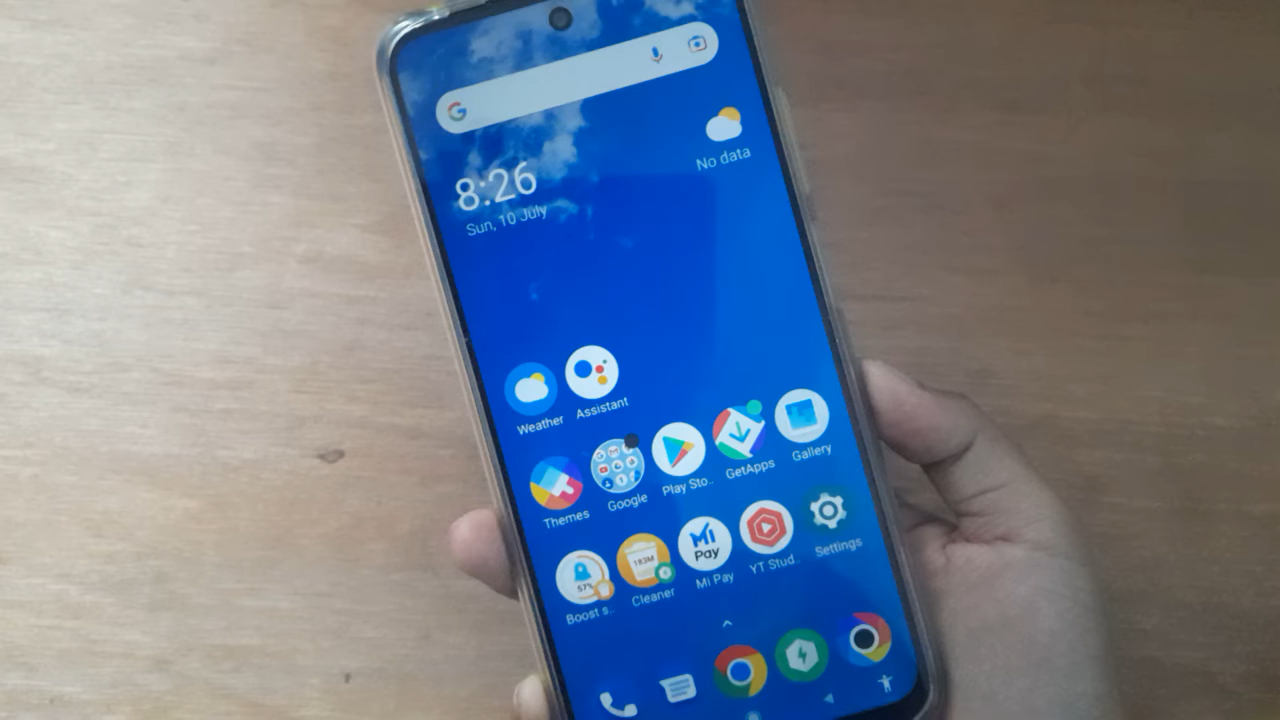 8:26
Sun, 10 July
No data
Weather
Assistant
Themes
Google
Play Sto..
GetApps
Gallery
57%
Boost s..
183M
Cleaner
Mi
Pay
Mi Pay
YT Stud..
Settings